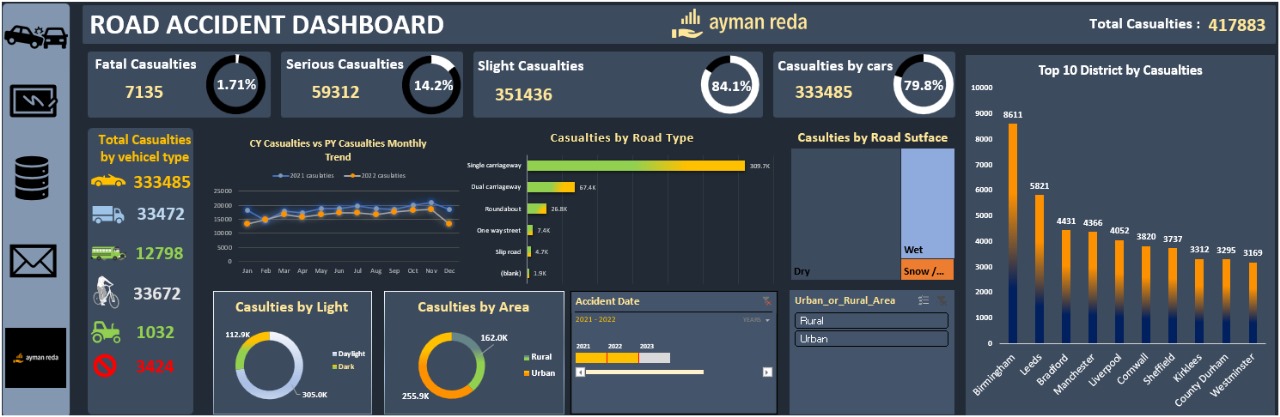 ROAD ACCIDENT DASHBOARD
ayman reda
Total Casualties : 417883
Fatal Casualties
7135
1.71%
Serious Casualties
59312
14.2%
Slight Casualties
351436
84.1%
Casualties by cars
333485
79.8%
Total Casualties
by vehicel type
333485
33472
12798
33672
1032
3424
ayman reda
CY Casualties vs PY Casualties Monthly
Trend
2021 casulaties
2022 casulaties
25000
20000
15000
10000
5000
0
Jan Feb Mar Apr May Jun Jul Aug Sep Oct Nov Dec
Casulties by Road Type
Single carriageway 309.7K
Dual carriageway 67.4K
Roundabout 26.8K
One way street 7.4K
Slip road 4.7K
(blank) 1.9K
Casulties by Road Sutface
Dry
Wet
Snow /...
Casulties by Light
112.9K
305.0K
Daylight
Dark
Casulties by Area
162.0K
255.9K
Rural
Urban
Accident Date
2021 - 2022
YEARS
2021 2022 2023
Urban_or_Rural_Area
Rural
Urban
Top 10 District by Casualties
10000
9000
8000
7000
6000
5000
4000
3000
2000
1000
0
8611
5821
4431
4366
4052
3820
3737
3312
3295
3169
Birmingham
Leeds
Bradford
Manchester
Liverpool
Cornwall
Sheffield
Kirklees
County Durham
Westminster